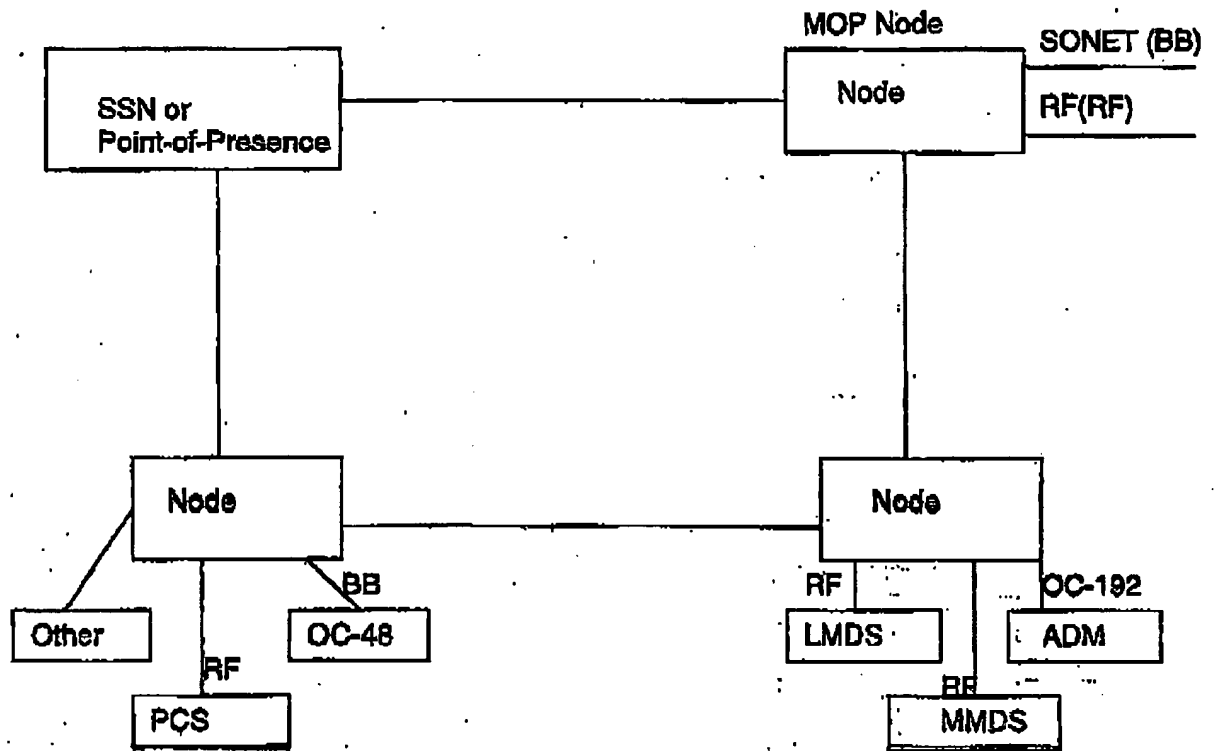 MOP Node
SONET (BB)
SSN or
Point-of-Presence
Node
RF(RF)
Node
Node
BB
RF
OC-192
Other
OC-48
LMDS
ADM
RF
RF
PCS
MMDS